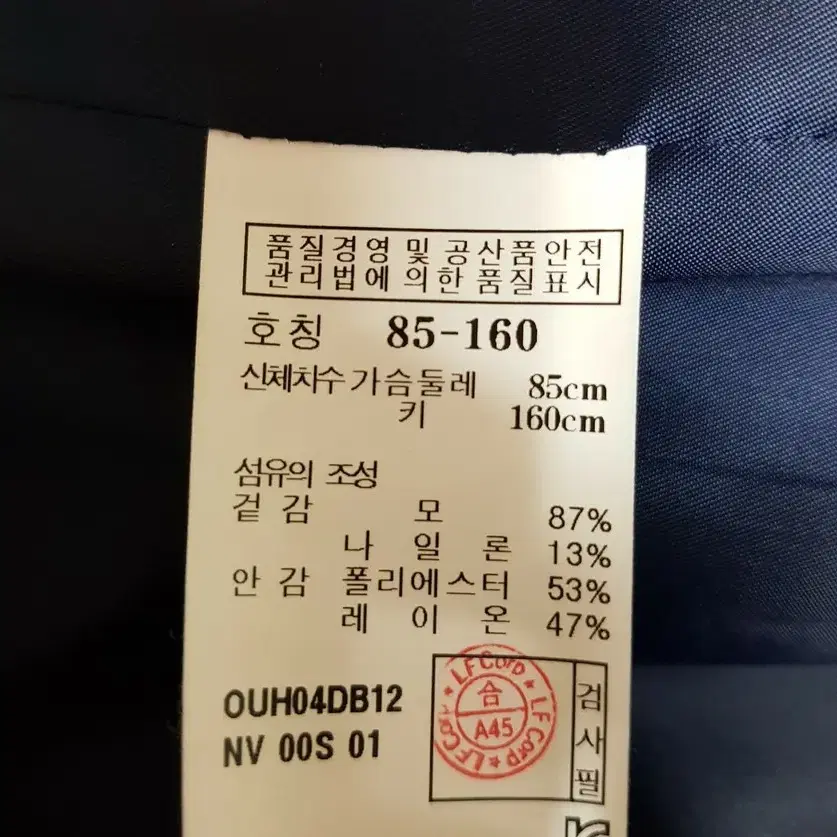 품질경영 및 공산품안전
관리법에 의한 품질표시
호칭 85-160
신체치수 가슴둘레 85cm
키 160cm
섬유의 조성
겉감 모 87%
나일론 13%
안감 폴리에스터 53%
레이온 47%
OUH04DB12
NV 00S 01
LF Corp ★ LF Corp ★ LF Corp ★
A45
검사필